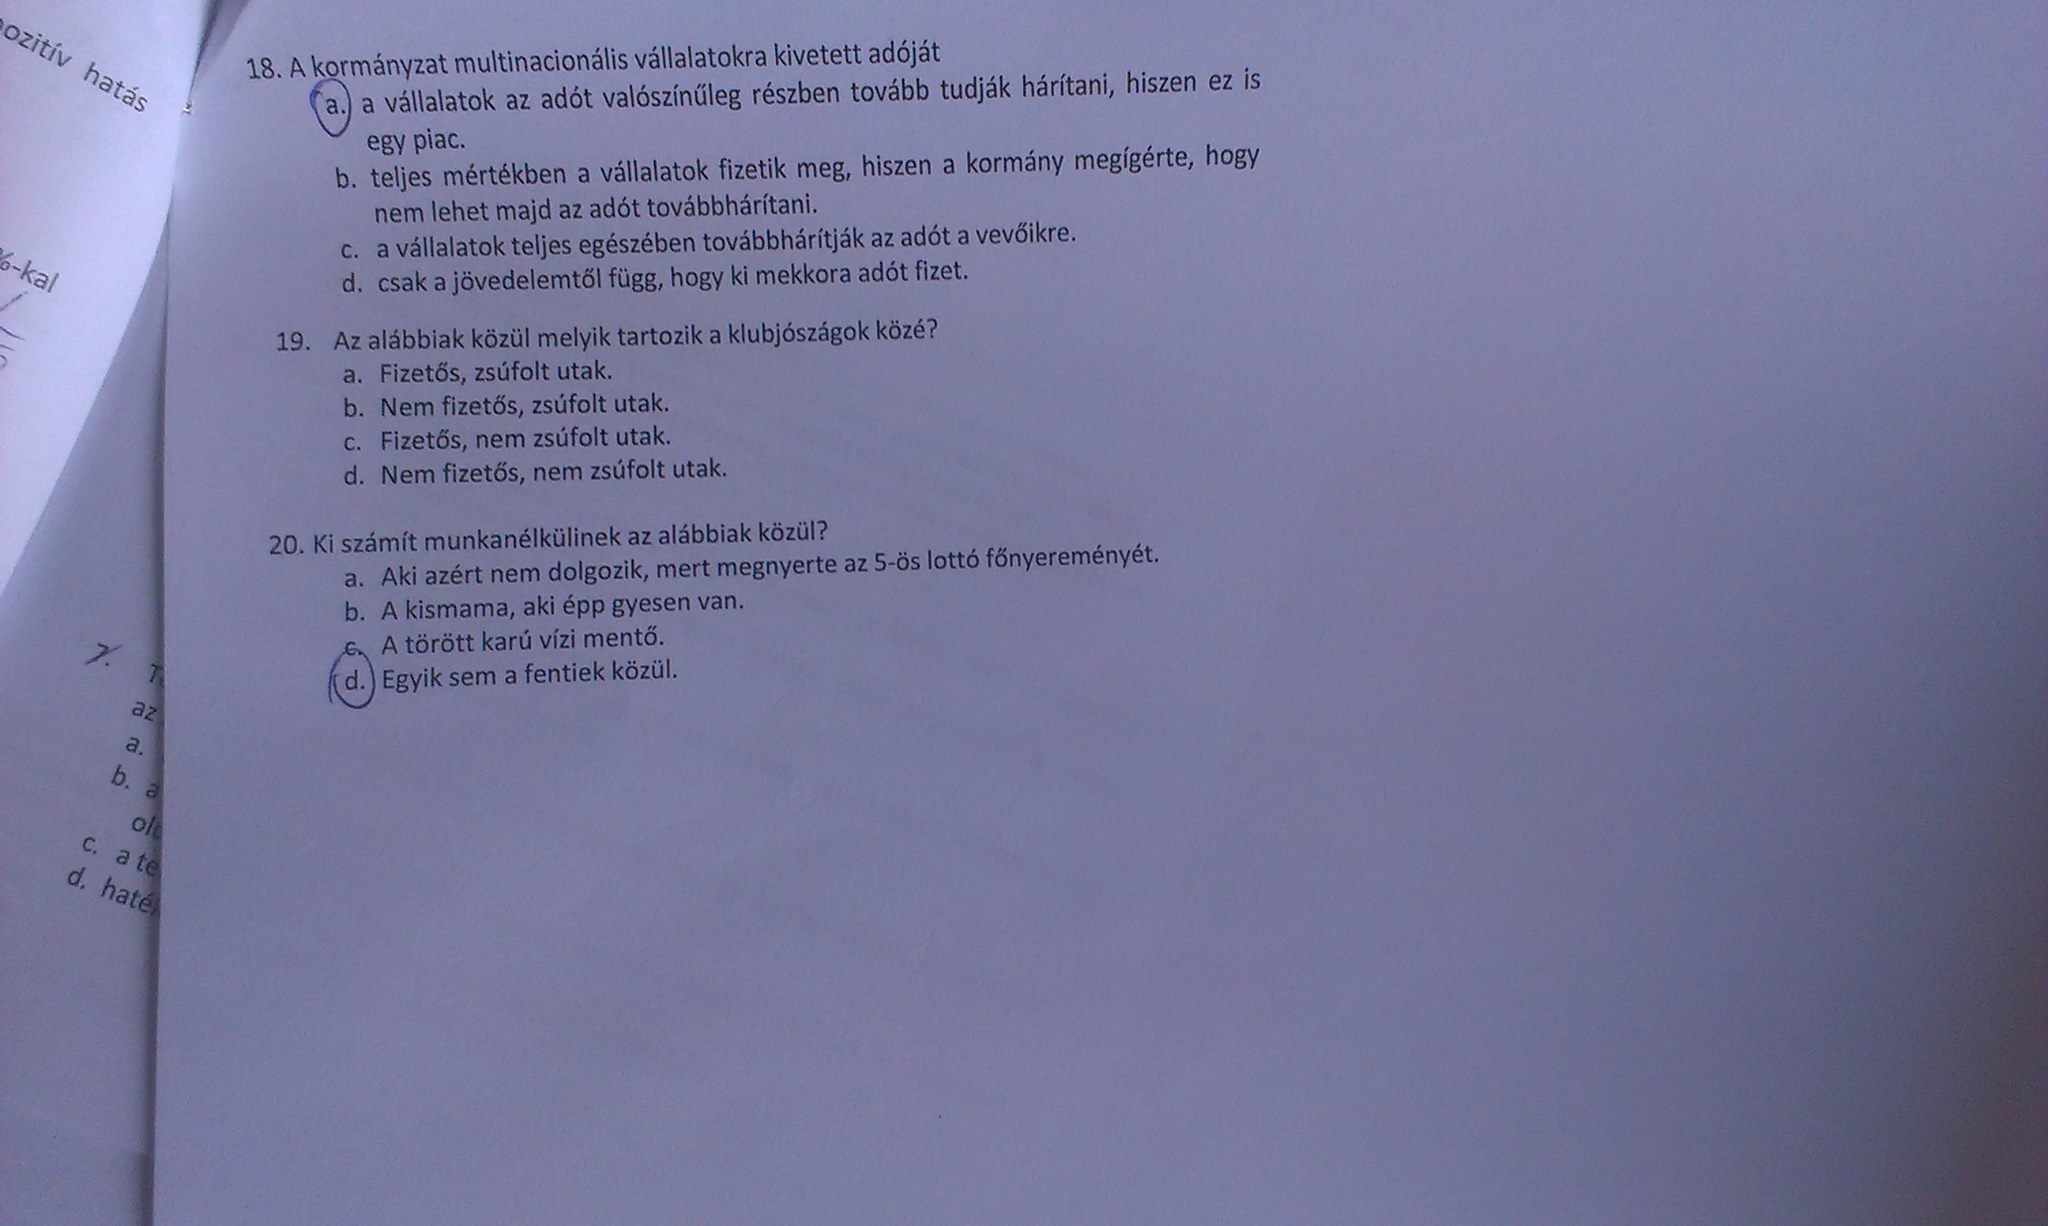 ozitív hatás
%-kal
18. A kormányzat multinacionális vállalatokra kivetett adóját
a. a vállalatok az adót valószínűleg részben tovább tudják hárítani, hiszen ez is
egy piac.
b. teljes mértékben a vállalatok fizetik meg, hiszen a kormány megígérte, hogy
nem lehet majd az adót továbbhárítani.
c. a vállalatok teljes egészében továbbhárítják az adót a vevőikre.
d. csak a jövedelemtől függ, hogy ki mekkora adót fizet.
19. Az alábbiak közül melyik tartozik a klubjószágok közé?
a. Fizetős, zsúfolt utak.
b. Nem fizetős, zsúfolt utak.
c. Fizetős, nem zsúfolt utak.
d. Nem fizetős, nem zsúfolt utak.
20. Ki számít munkanélkülinek az alábbiak közül?
a. Aki azért nem dolgozik, mert megnyerte az 5-ös lottó főnyereményét.
b. A kismama, aki épp gyesen van.
c. A törött karú vízi mentő.
d. Egyik sem a fentiek közül.
7. T
az
a.
b. a
ol
c. a te
d. haté